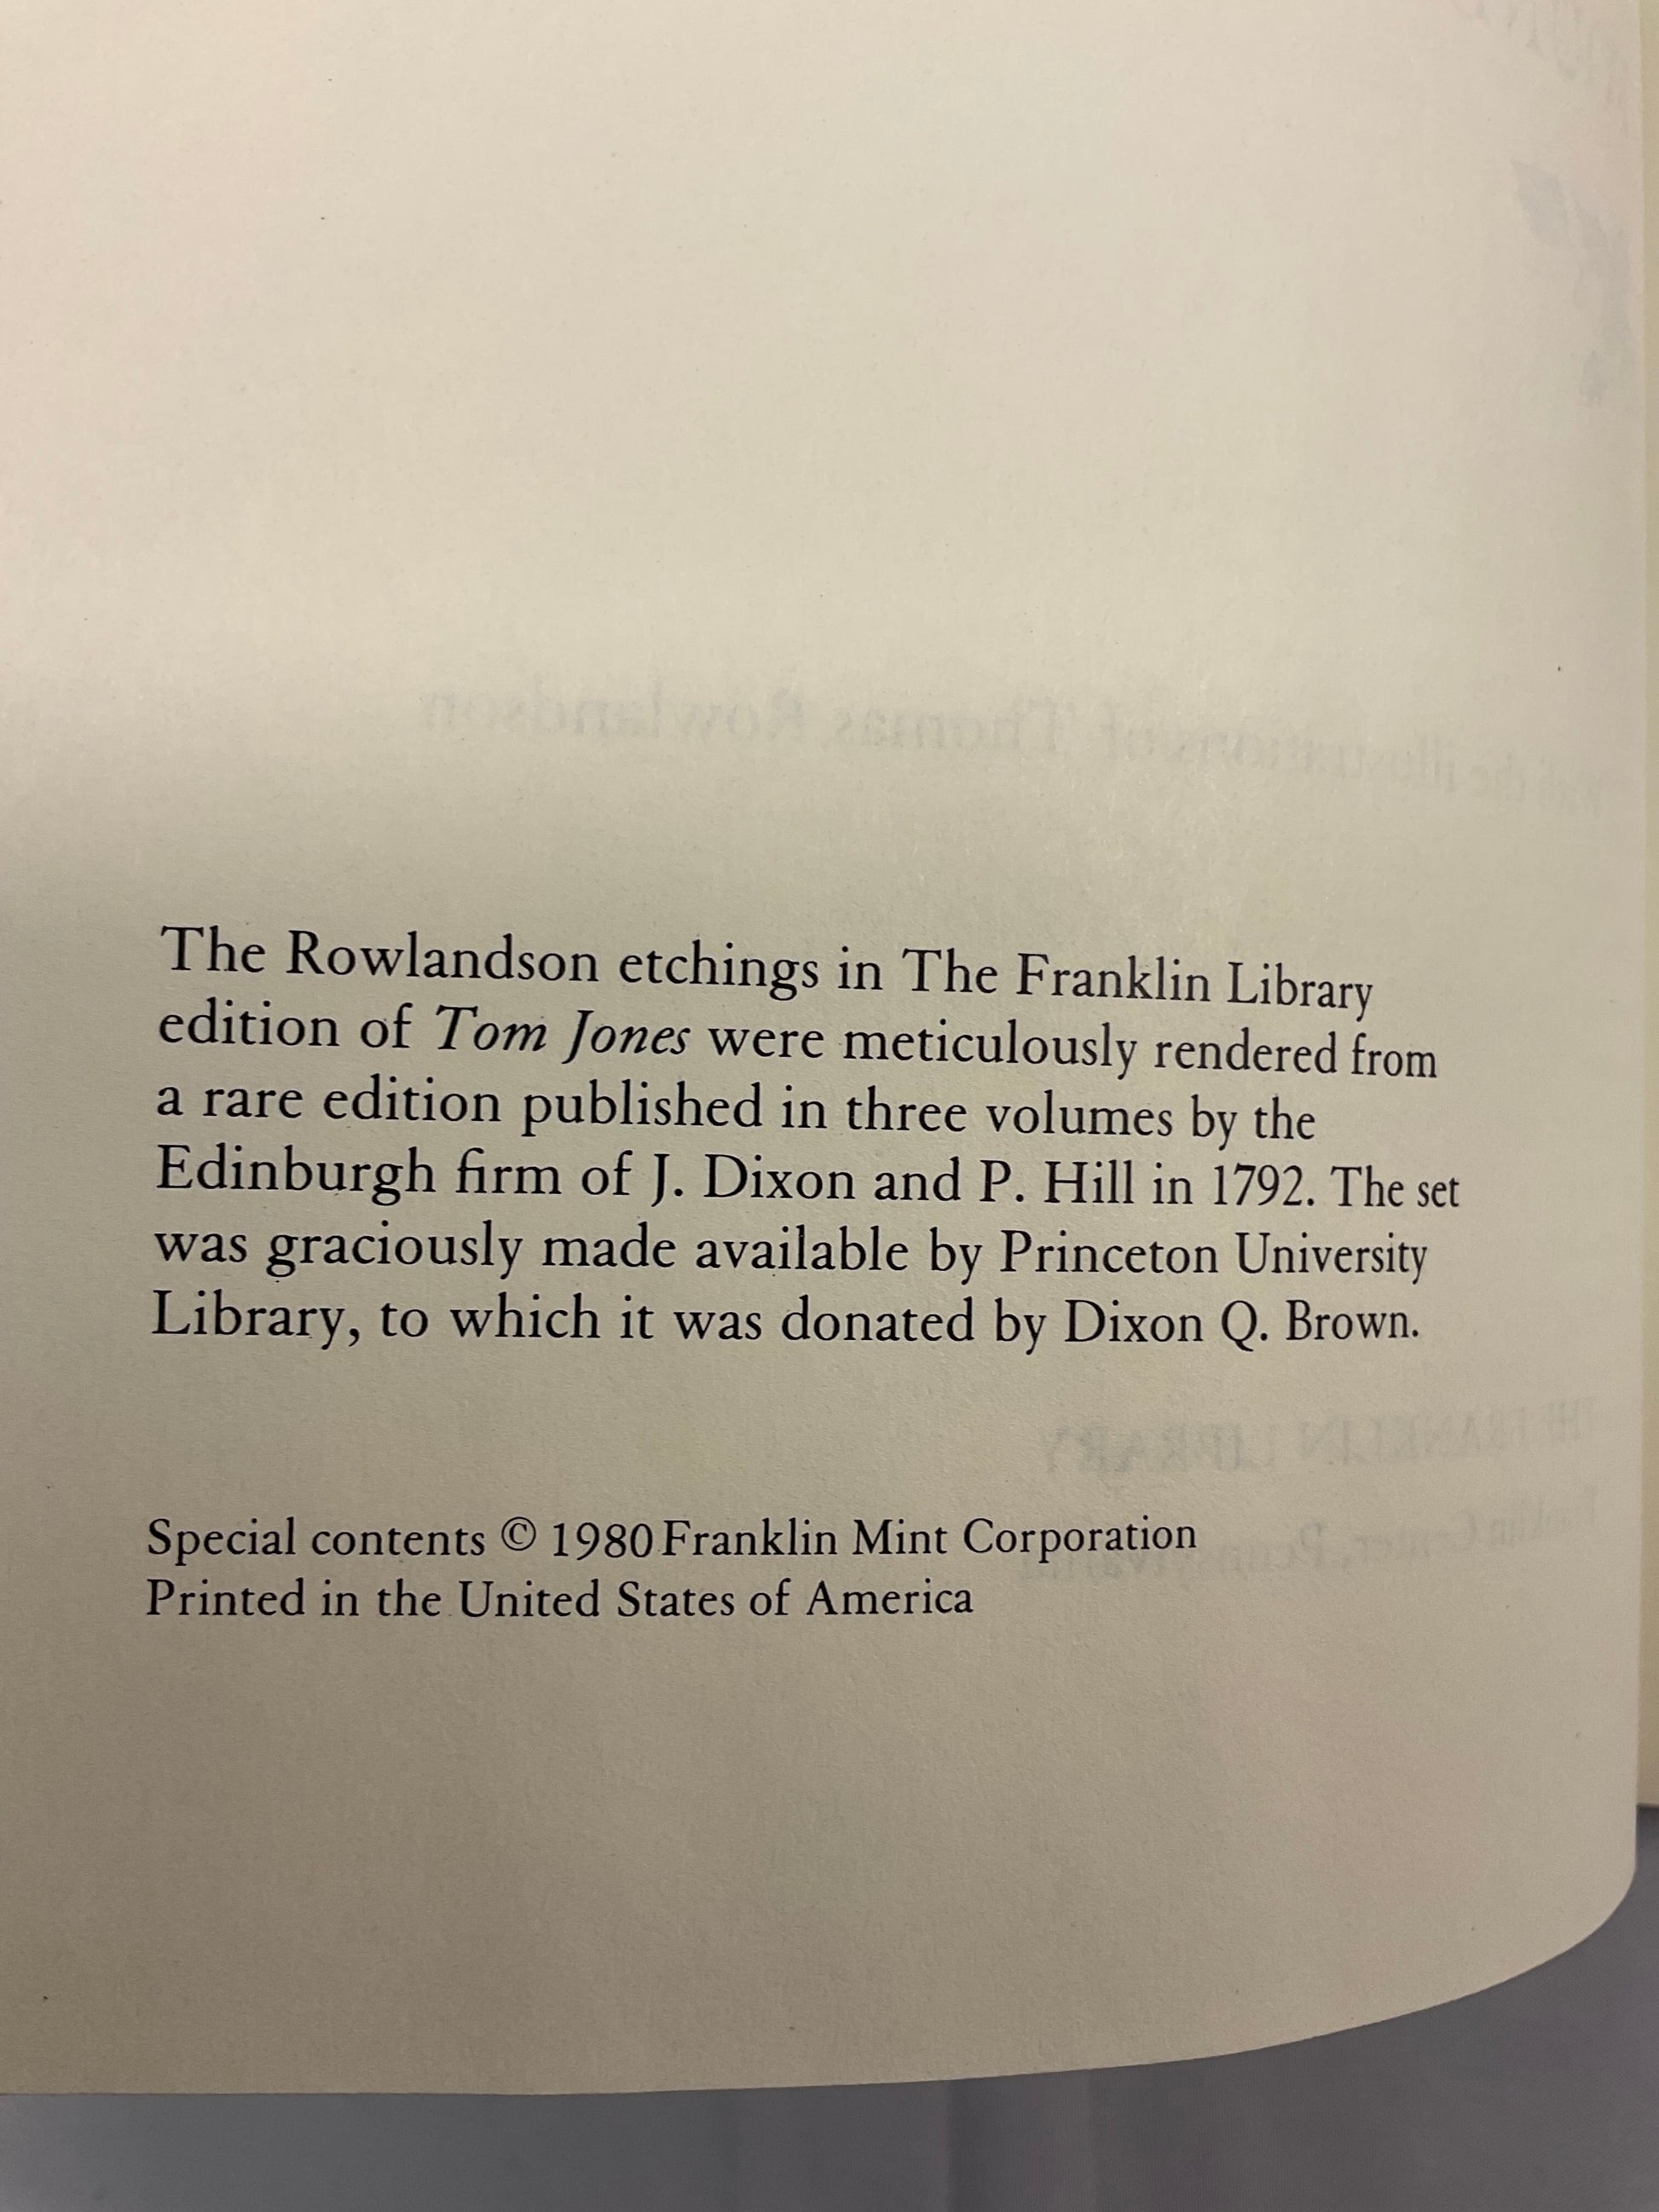 The Rowlandson etchings in The Franklin Library
edition of Tom Jones were meticulously rendered from
a rare edition published in three volumes by the
Edinburgh firm of J. Dixon and P. Hill in 1792. The set
was graciously made available by Princeton University
Library, to which it was donated by Dixon Q. Brown.
Special contents © 1980 Franklin Mint Corporation
Printed in the United States of America